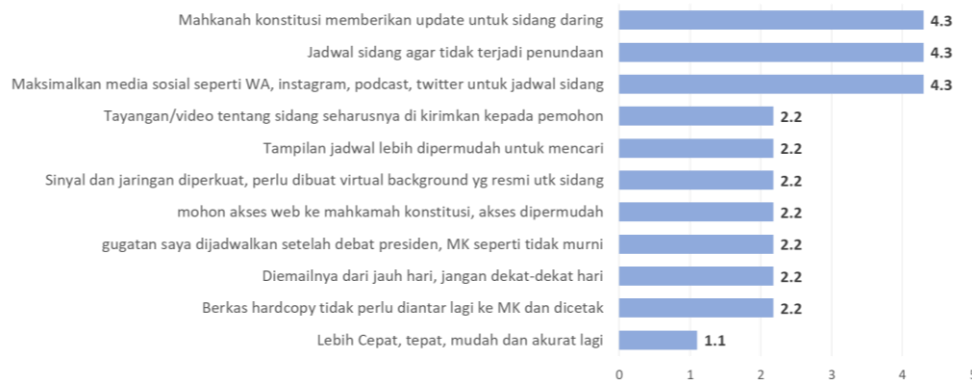 Mahkanah konstitusi memberikan update untuk sidang daring 4.3
Jadwal sidang agar tidak terjadi penundaan 4.3
Maksimalkan media sosial seperti WA, instagram, podcast, twitter untuk jadwal sidang 4.3
Tayangan/video tentang sidang seharusnya di kirimkan kepada pemohon 2.2
Tampilan jadwal lebih dipermudah untuk mencari 2.2
Sinyal dan jaringan diperkuat, perlu dibuat virtual background yg resmi utk sidang 2.2
mohon akses web ke mahkamah konstitusi, akses dipermudah 2.2
gugatan saya dijadwalkan setelah debat presiden, MK seperti tidak murni 2.2
Diemailnya dari jauh hari, jangan dekat-dekat hari 2.2
Berkas hardcopy tidak perlu diantar lagi ke MK dan dicetak 2.2
Lebih Cepat, tepat, mudah dan akurat lagi 1.1
0 1 2 3 4 5